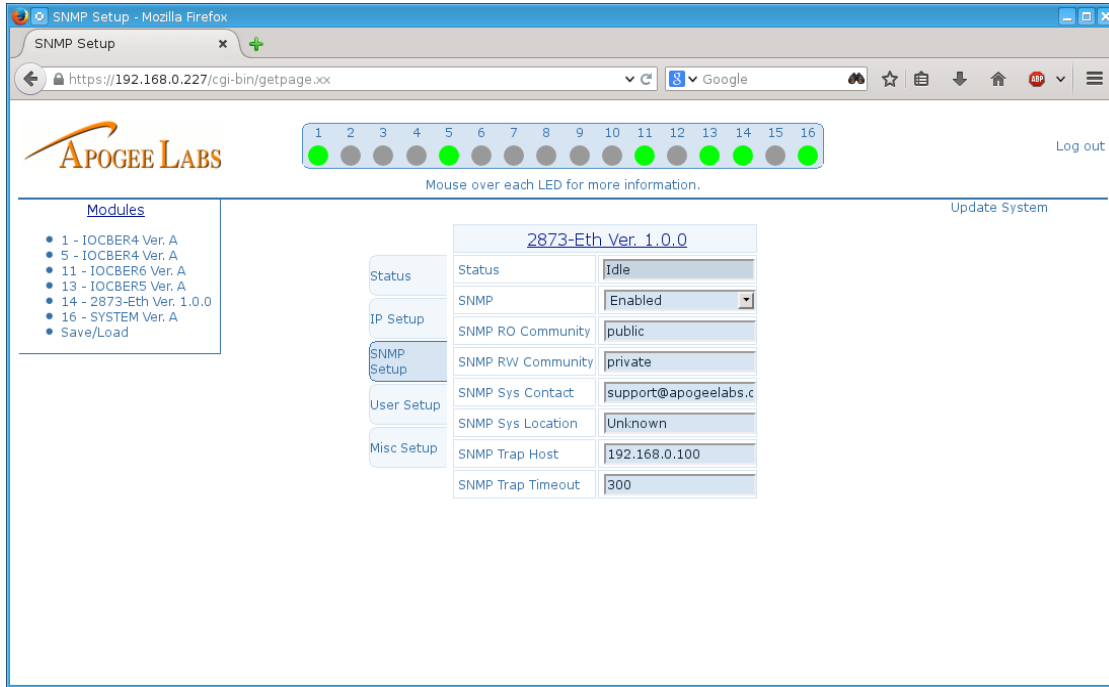 SNMP Setup - Mozilla Firefox
SNMP Setup
https://192.168.0.227/cgi-bin/getpage.xx
8 Google
ABP
APOGEE LABS
1 2 3 4 5 6 7 8 9 10 11 12 13 14 15 16
Mouse over each LED for more information.
Log out
Update System
Modules
1 - IOCBER4 Ver. A
5 - IOCBER4 Ver. A
11 - IOCBER6 Ver. A
13 - IOCBER5 Ver. A
14 - 2873-Eth Ver. 1.0.0
16 - SYSTEM Ver. A
Save/Load
Status
IP Setup
SNMP
Setup
User Setup
Misc Setup
2873-Eth Ver. 1.0.0
Status Idle
SNMP Enabled
SNMP RO Community public
SNMP RW Community private
SNMP Sys Contact support@apogeelabs.c
SNMP Sys Location Unknown
SNMP Trap Host 192.168.0.100
SNMP Trap Timeout 300